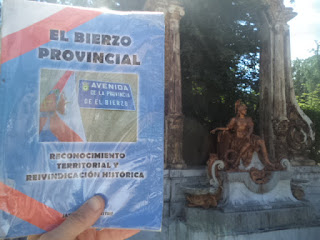 EL BIERZO
PROVINCIAL
AVENIDA
DE LA PROVINCIA
DE EL BIERZO
RECONOCIMIENTO
TERRITORIAL Y
REIVINDICACIÓN HISTÓRICA